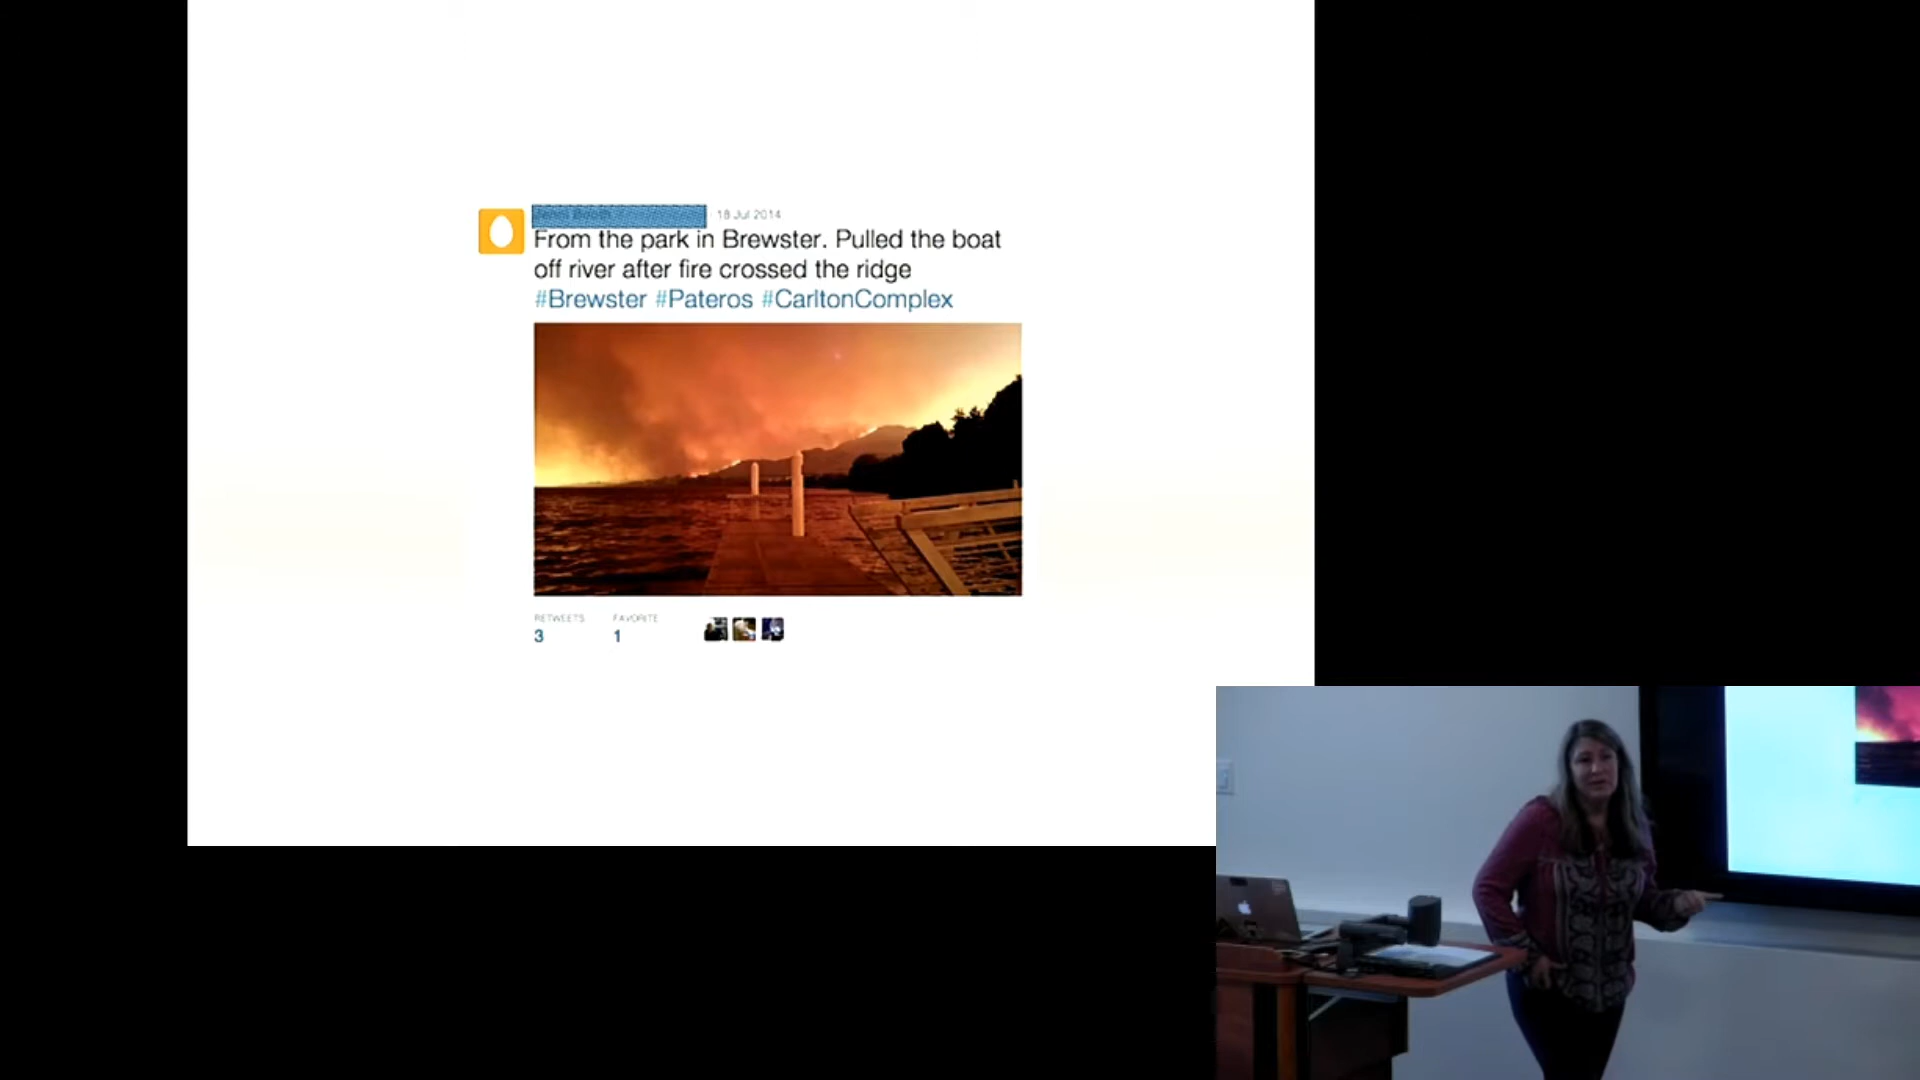 18 Jul 2014
From the park in Brewster. Pulled the boat
off river after fire crossed the ridge
#Brewster #Pateros #CarltonComplex
RETWEETS FAVORITE
3 1